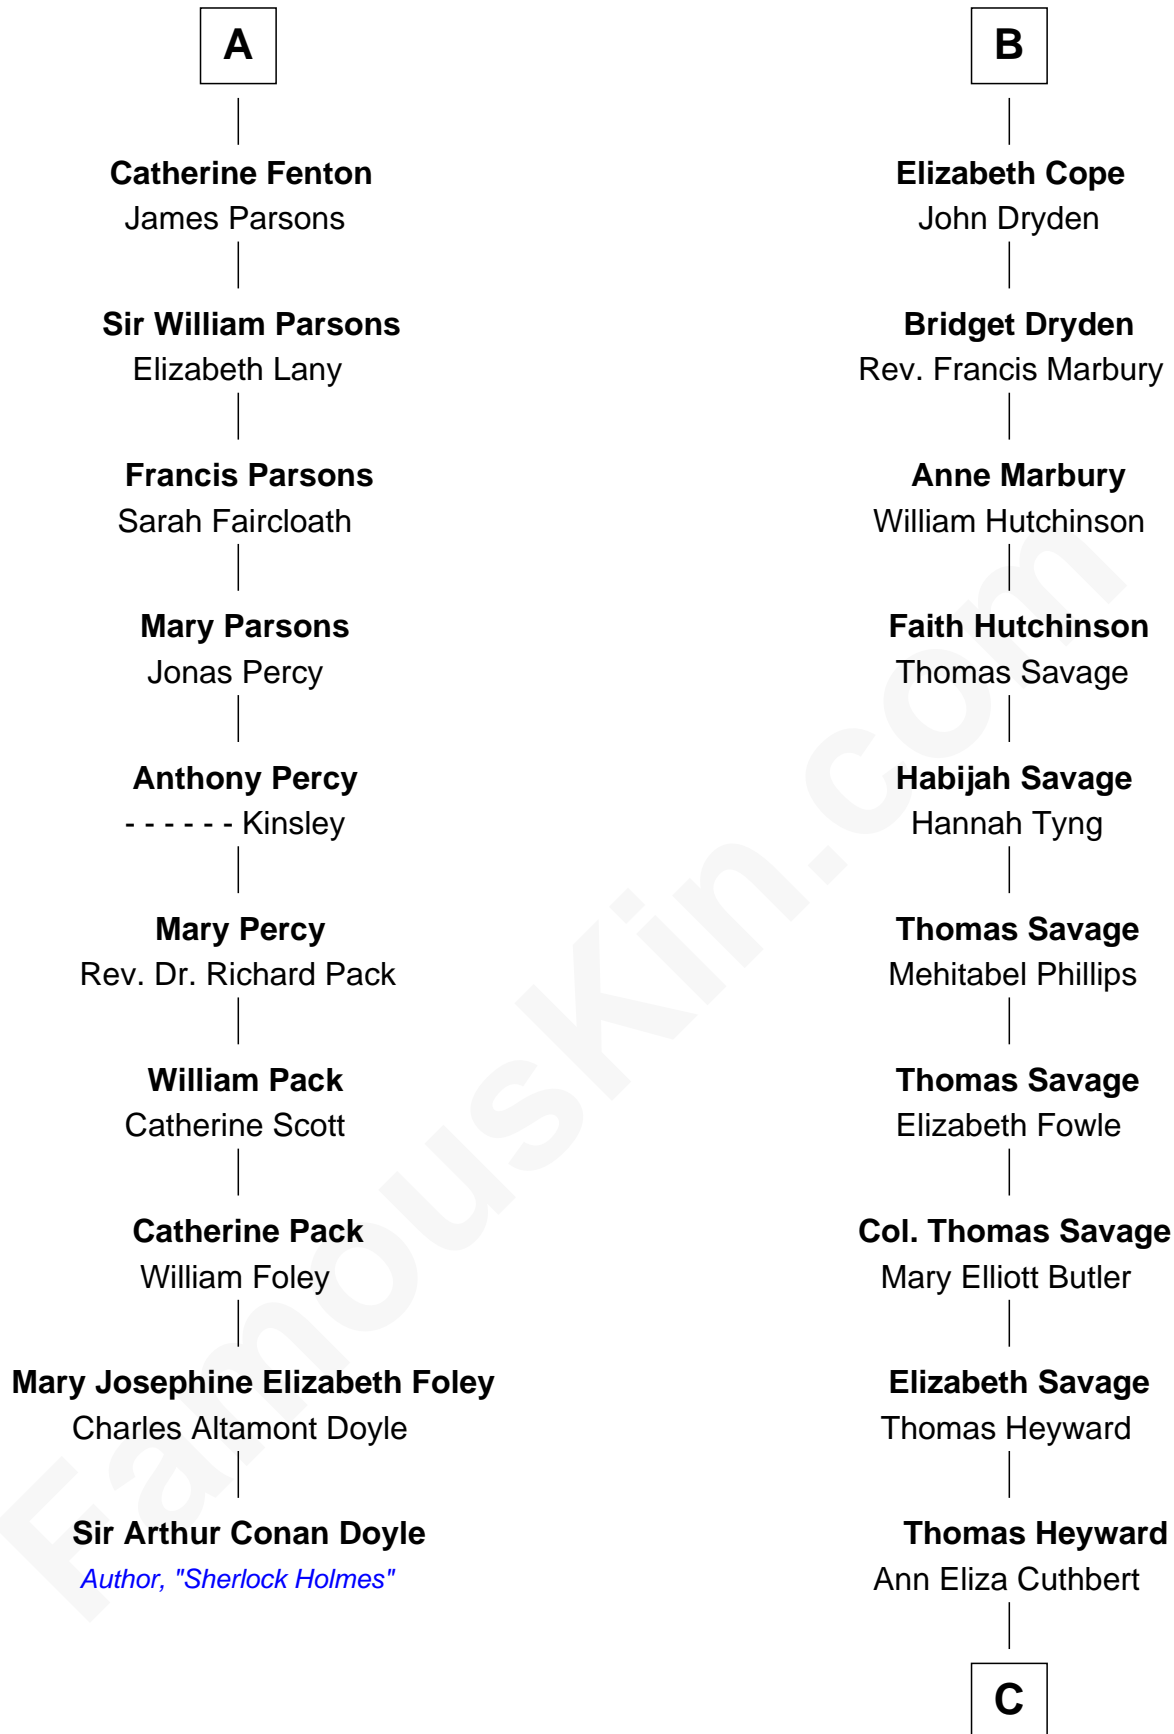 A
Catherine Fenton
James Parsons
Sir William Parsons
Elizabeth Lany
Francis Parsons
Sarah Faircloath
Mary Parsons
Jonas Percy
Anthony Percy
- - - - - - Kinsley
Mary Percy
Rev. Dr. Richard Pack
William Pack
Catherine Scott
Catherine Pack
William Foley
Mary Josephine Elizabeth Foley
Charles Altamont Doyle
Sir Arthur Conan Doyle
Author, "Sherlock Holmes"
B
Elizabeth Cope
John Dryden
Bridget Dryden
Rev. Francis Marbury
Anne Marbury
William Hutchinson
Faith Hutchinson
Thomas Savage
Habijah Savage
Hannah Tyng
Thomas Savage
Mehitabel Phillips
Thomas Savage
Elizabeth Fowle
Col. Thomas Savage
Mary Elliott Butler
Elizabeth Savage
Thomas Heyward
Thomas Heyward
Ann Eliza Cuthbert
C
FamousKin.com